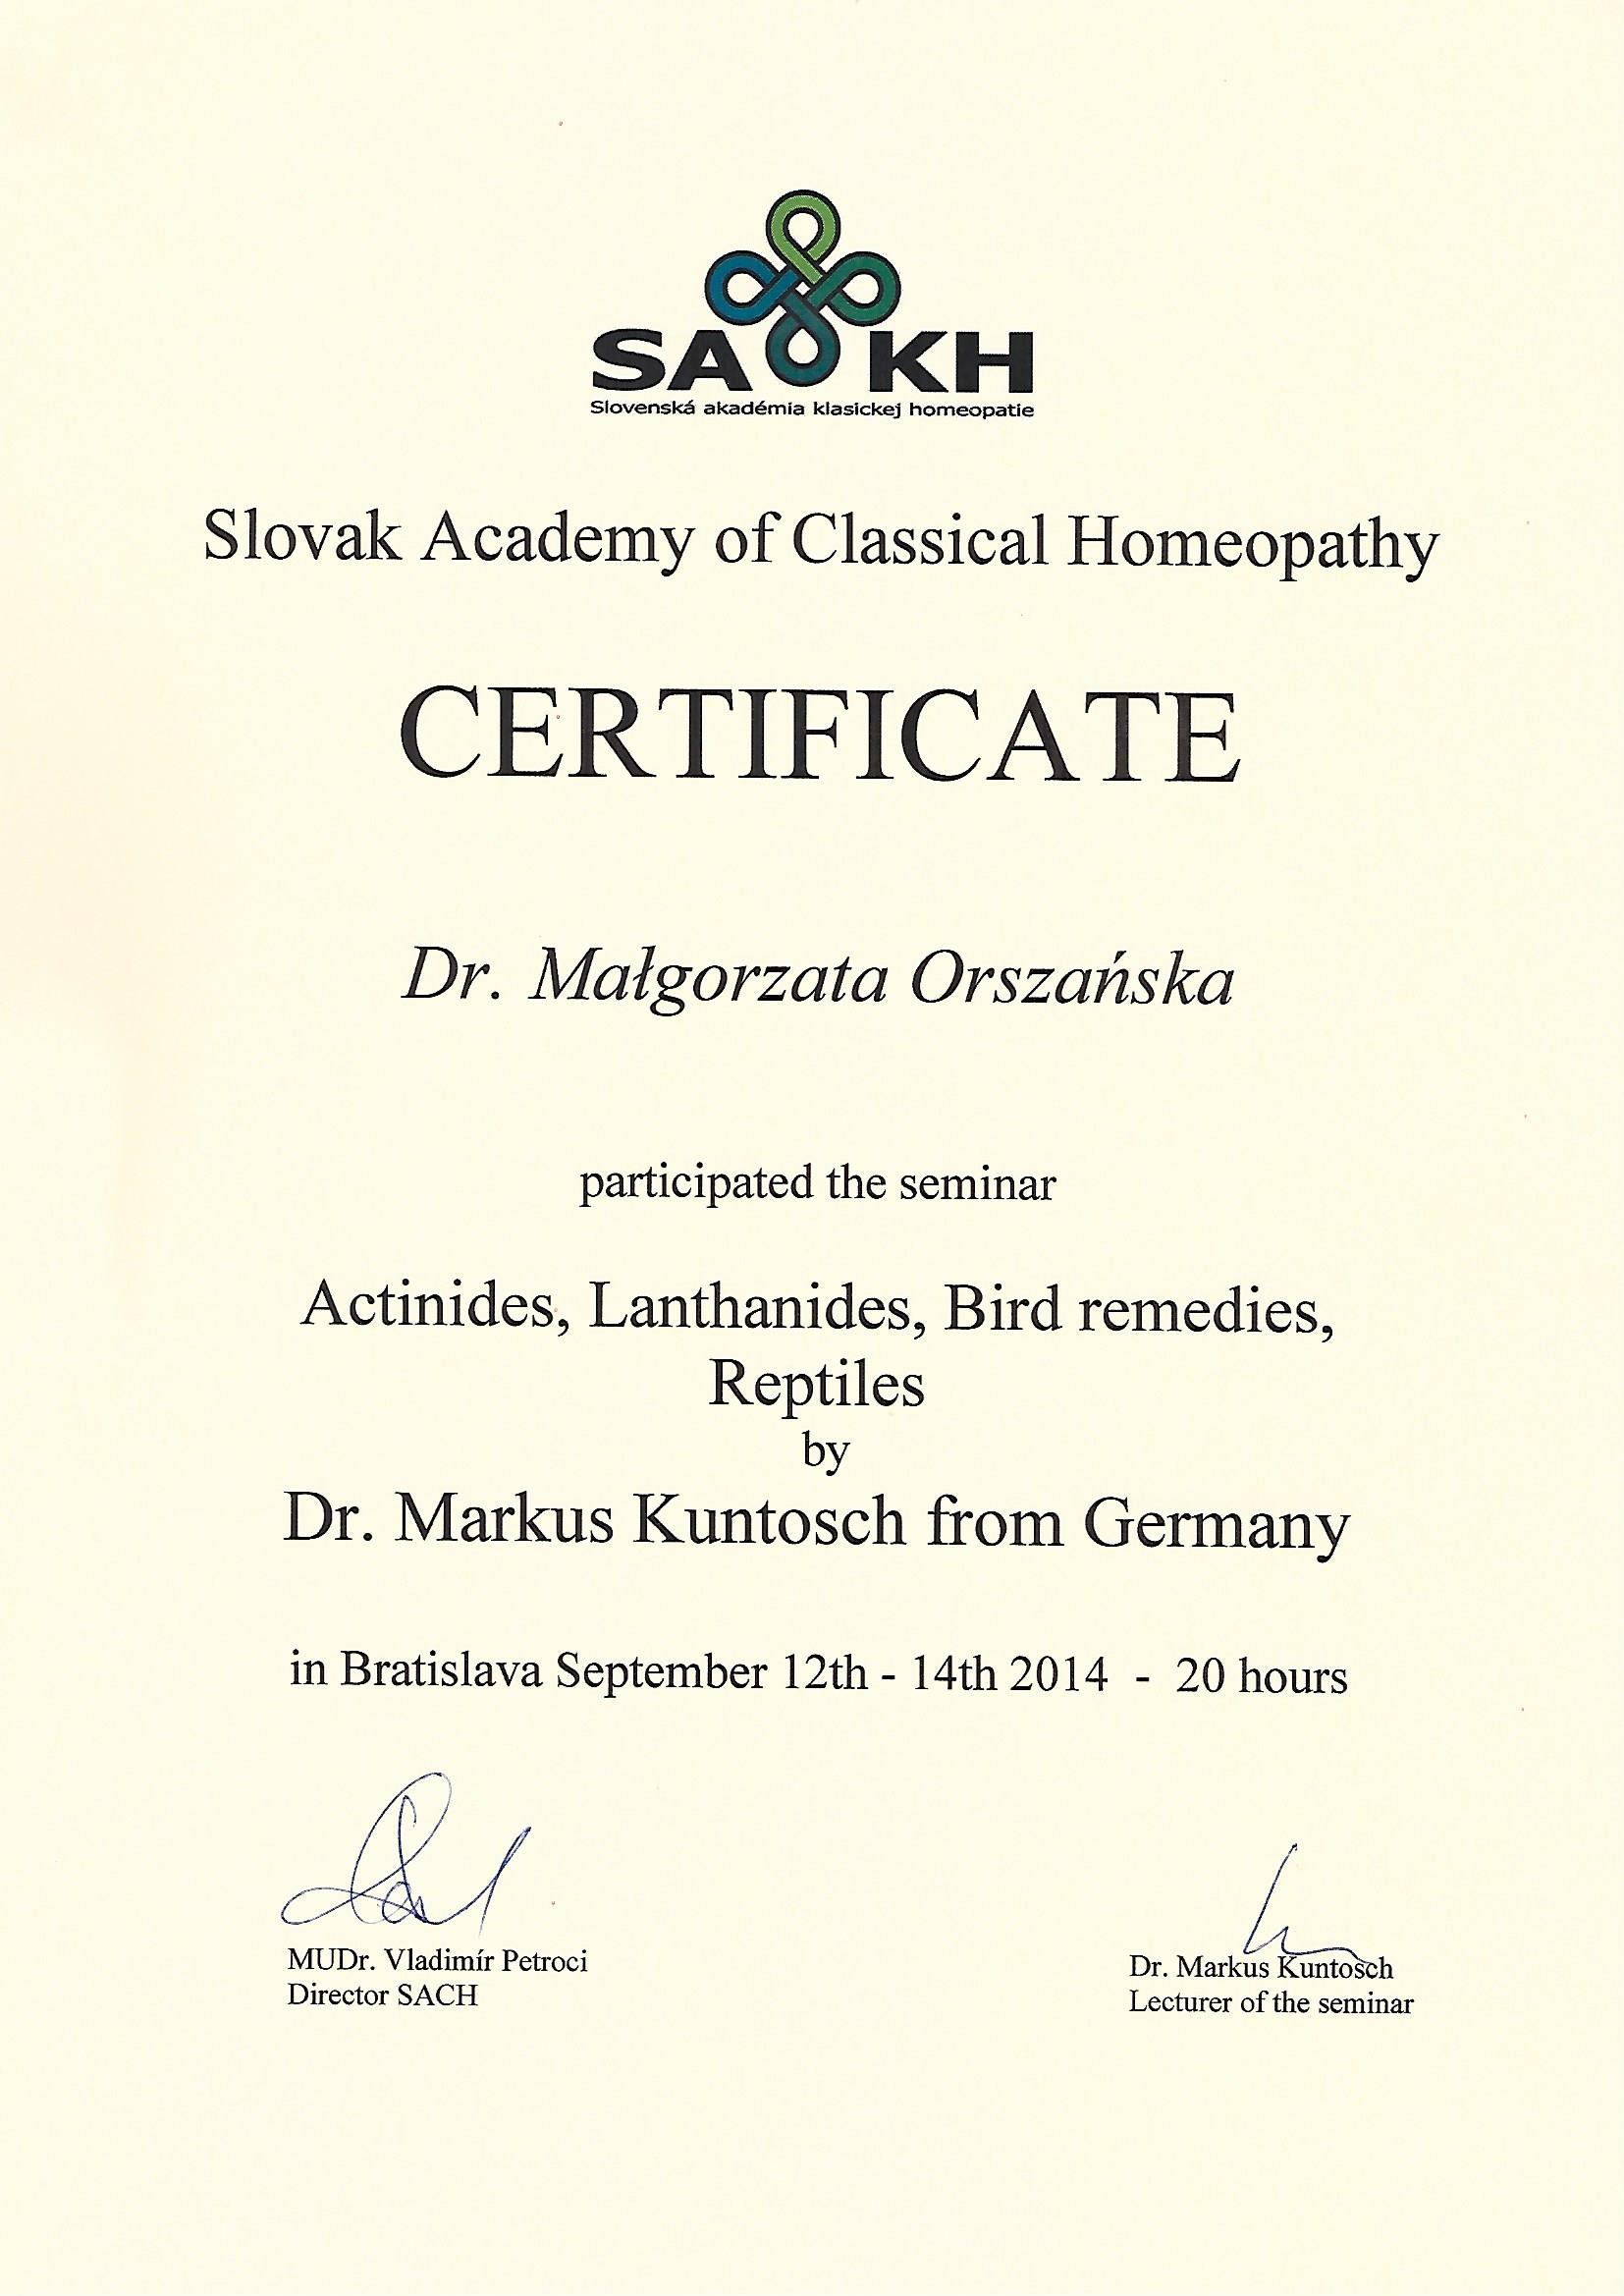 SA KH
Slovenská akadémia klasickej homeopatie
Slovak Academy of Classical Homeopathy
CERTIFICATE
Dr. Małgorzata Orszańska
participated the seminar
Actinides, Lanthanides, Bird remedies,
Reptiles
by
Dr. Markus Kuntosch from Germany
in Bratislava September 12th - 14th 2014 - 20 hours
MUDr. Vladimír Petroci
Director SACH
Dr. Markus Kuntosch
Lecturer of the seminar